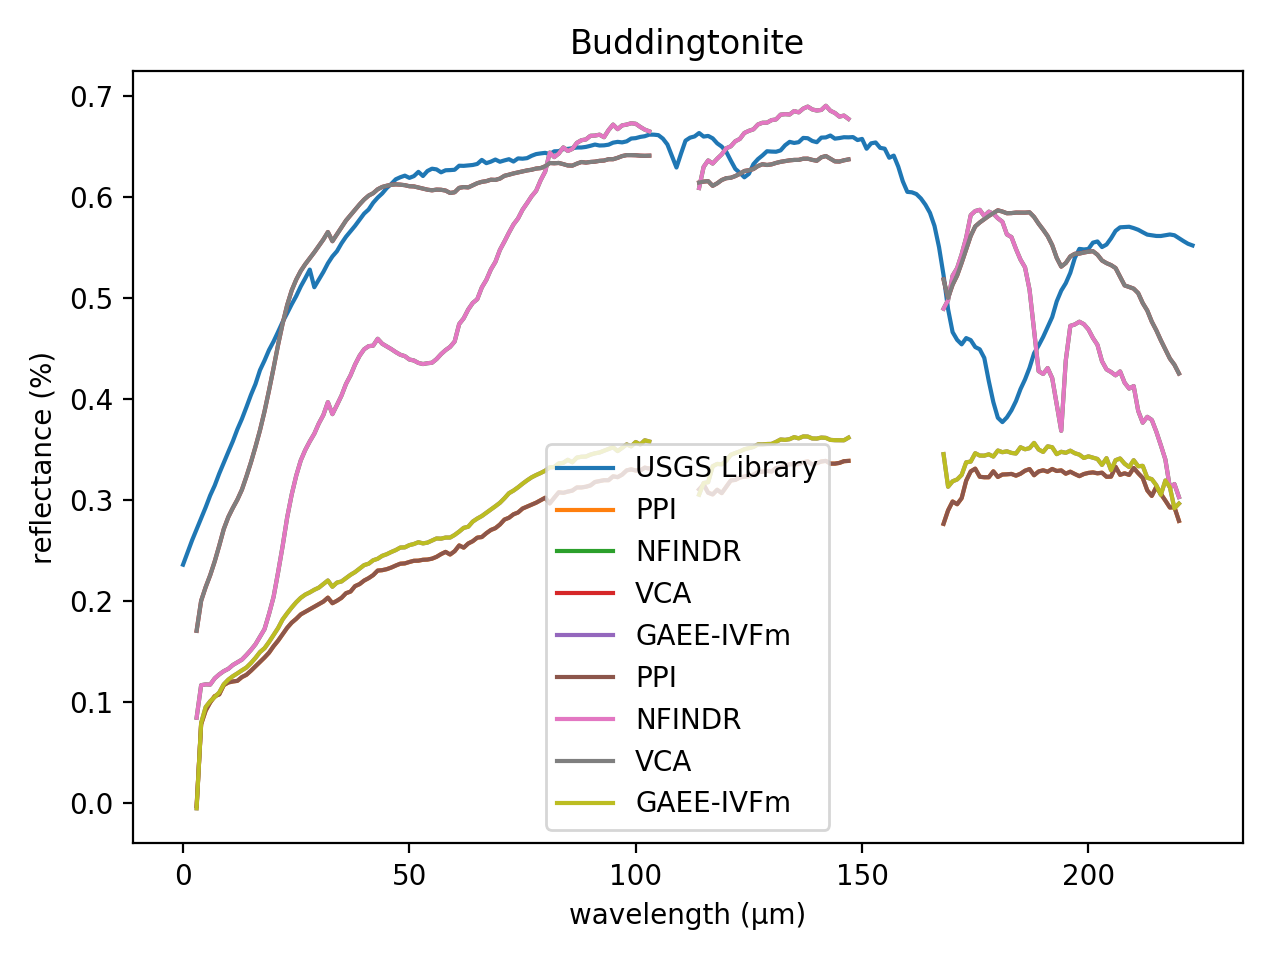 Buddingtonite
0.7
0.6
0.5
0.4
0.3
0.2
0.1
0.0
reflectance (%)
USGS Library
PPI
NFINDR
VCA
GAEE-IVFm
PPI
NFINDR
VCA
GAEE-IVFm
0 50 100 150 200
wavelength (μm)